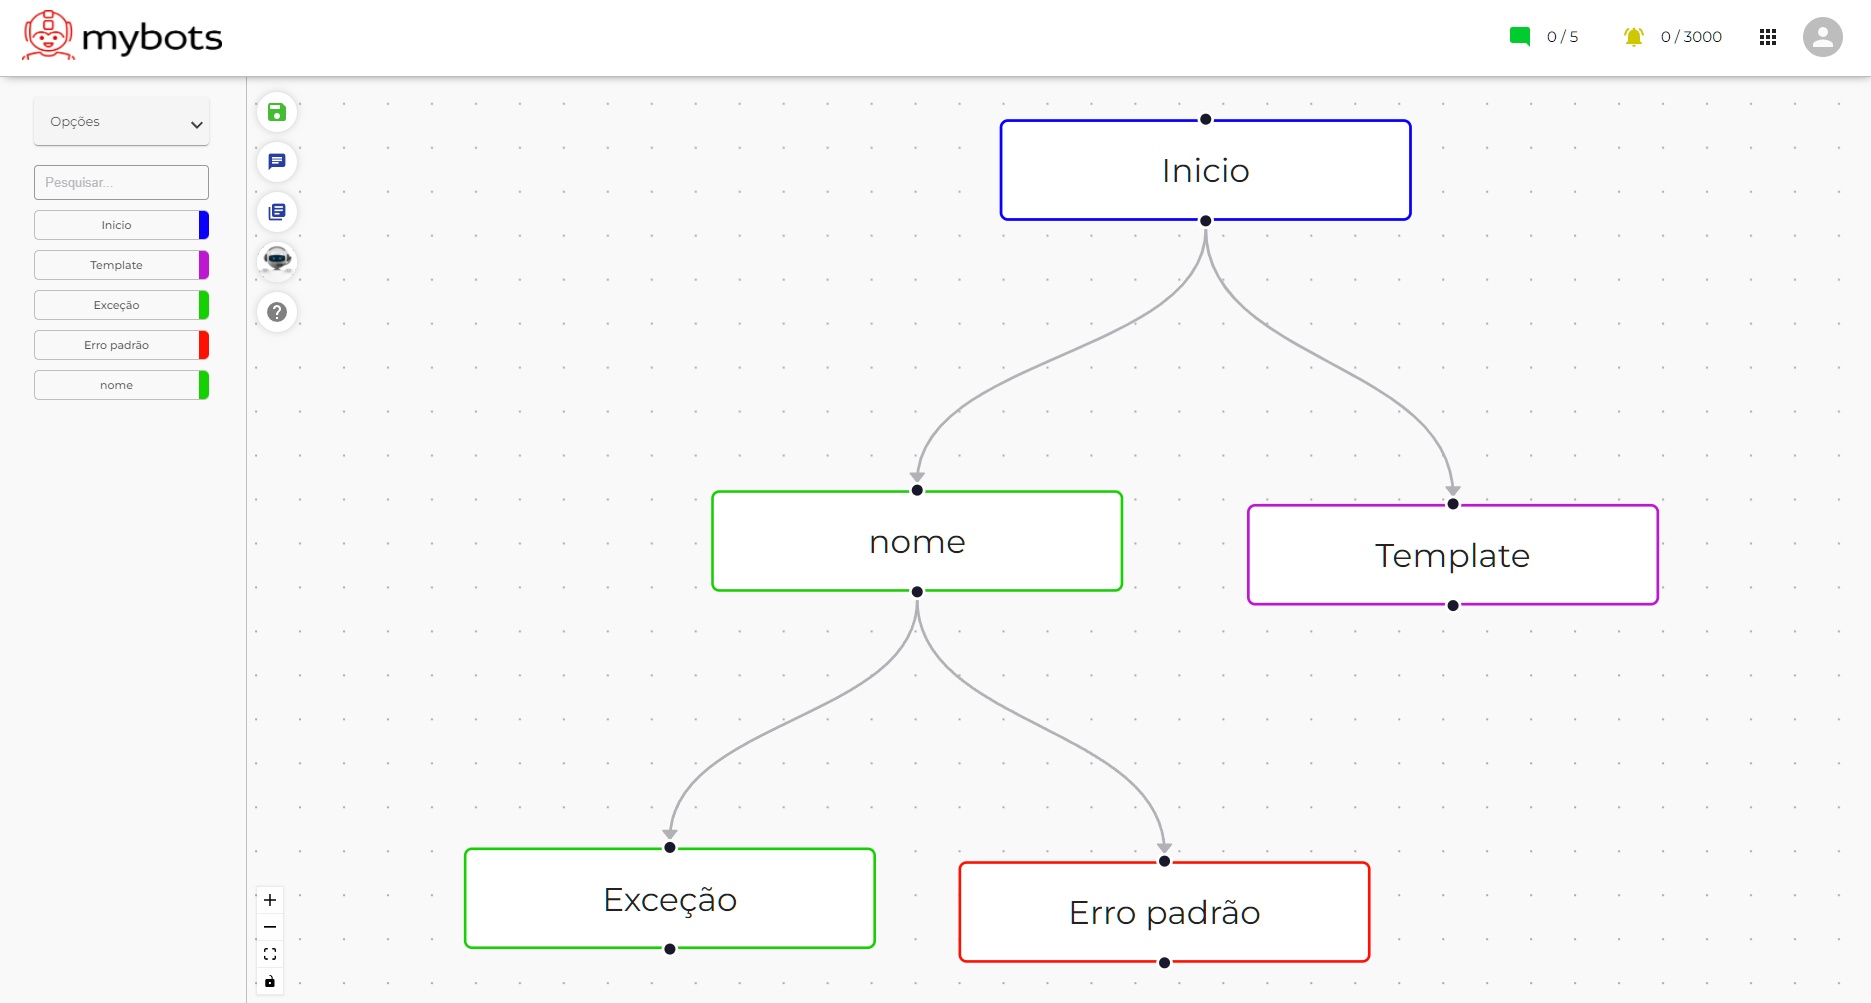 mybots
0 / 5
0 / 3000
Opções
Pesquisar...
Inicio
Template
Exceção
Erro padrão
nome
Inicio
nome
Template
Exceção
Erro padrão